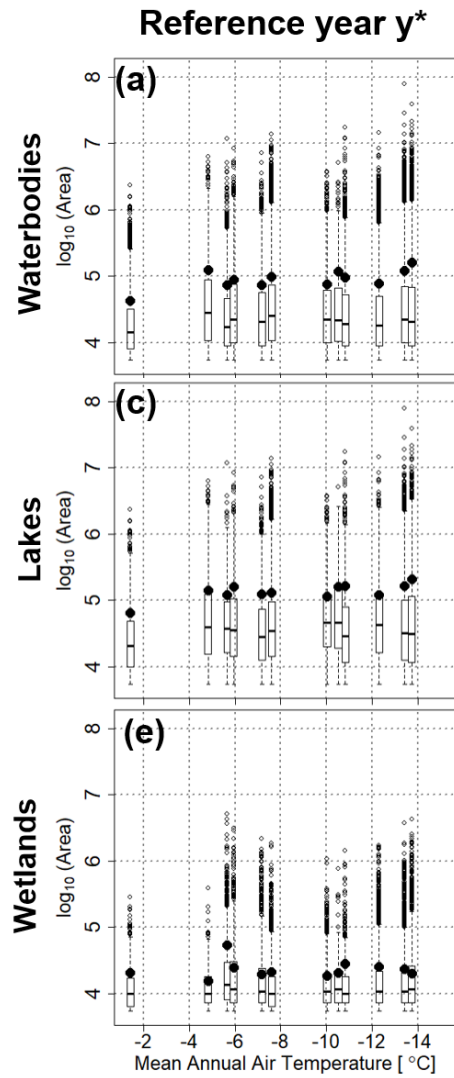 Reference year y*
(a)
Waterbodies
log10 (Area)
8
7
6
5
4
(c)
Lakes
log10 (Area)
8
7
6
5
4
(e)
Wetlands
log10 (Area)
8
7
6
5
4
-2 -4 -6 -8 -10 -12 -14
Mean Annual Air Temperature [ °C]